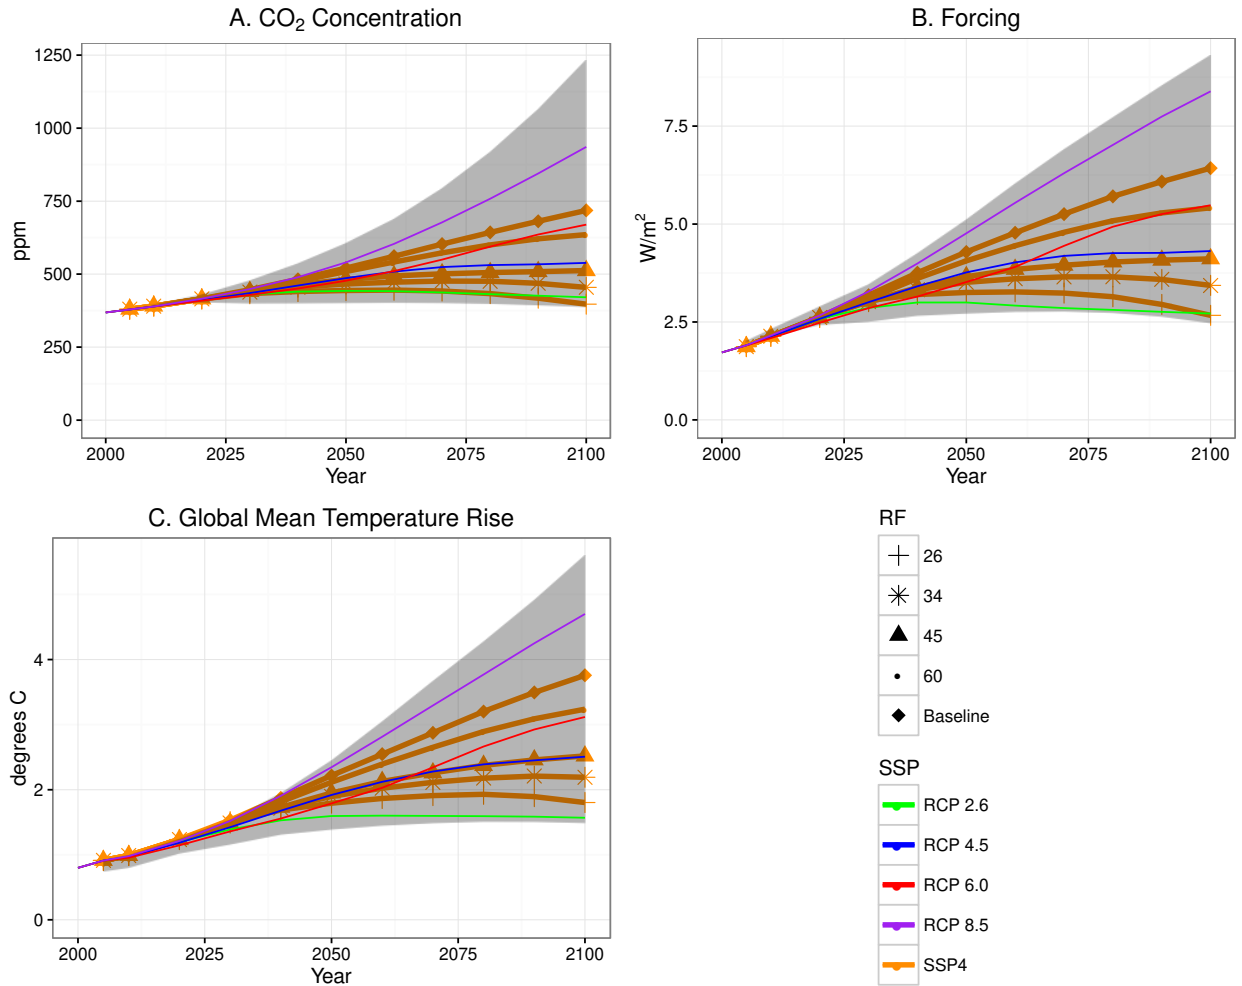 A. CO2 Concentration
1250
1000
750
500
250
0
ppm
2000 2025 2050 2075 2100
Year
B. Forcing
7.5
5.0
2.5
0.0
W/m²
2000 2025 2050 2075 2100
Year
C. Global Mean Temperature Rise
4
2
0
degrees C
2000 2025 2050 2075 2100
Year
RF
26
34
45
60
Baseline
SSP
RCP 2.6
RCP 4.5
RCP 6.0
RCP 8.5
SSP4